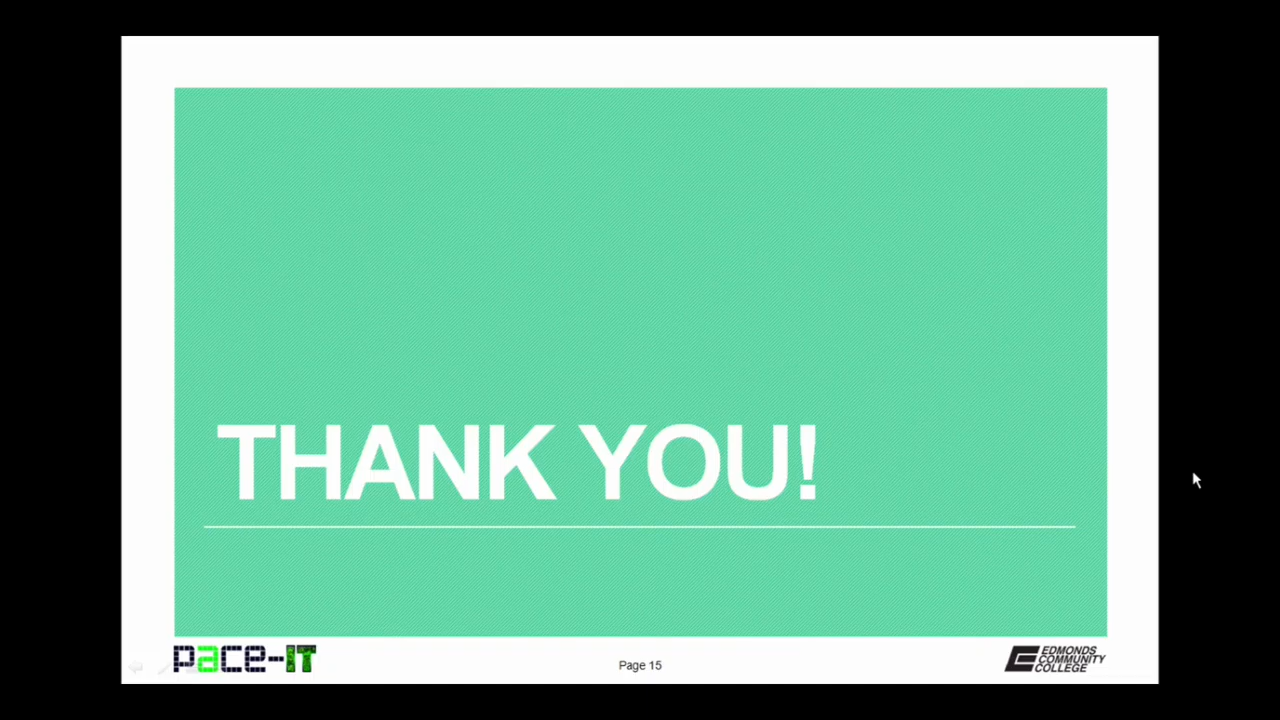 THANK YOU!
pace-IT
Page 15
EDMONDS
COMMUNITY
COLLEGE